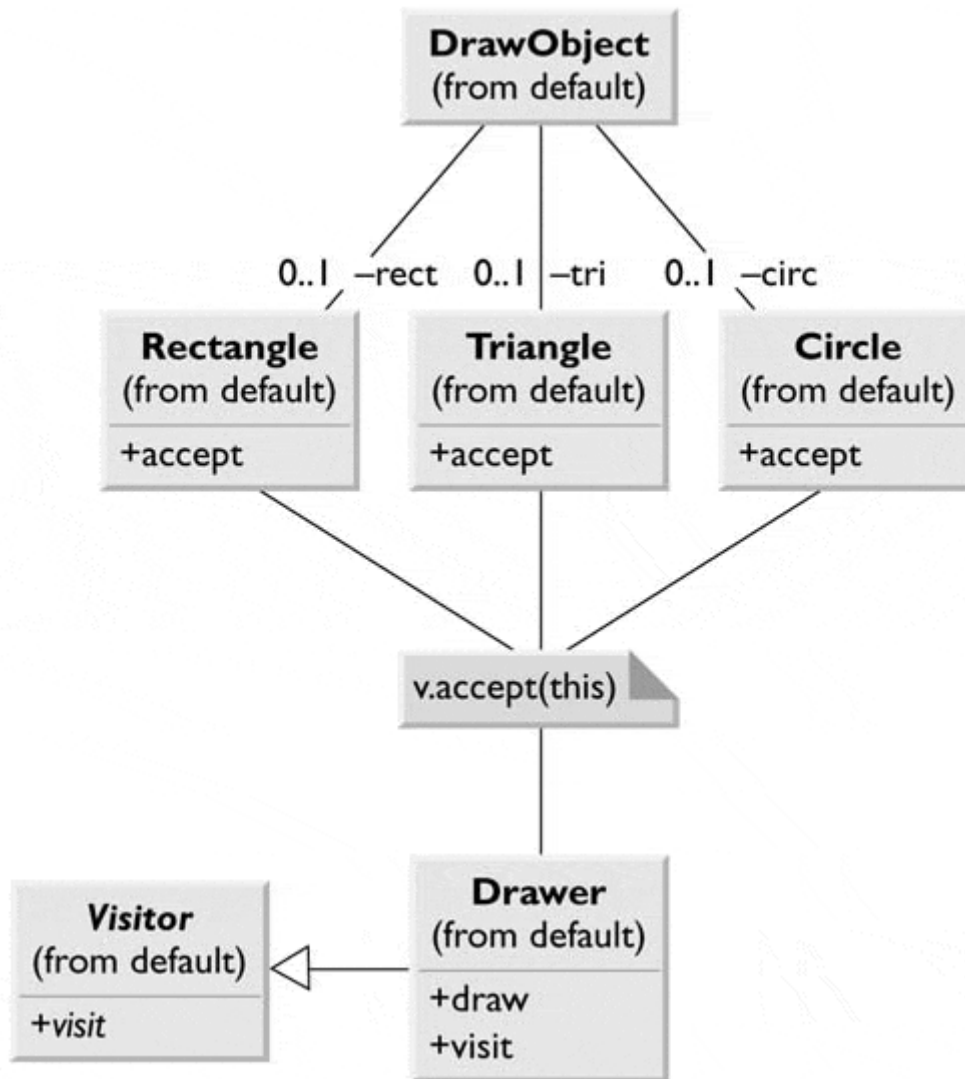 DrawObject
(from default)
0..1 –rect 0..1 –tri 0..1 –circ
Rectangle
(from default)
+accept
Triangle
(from default)
+accept
Circle
(from default)
+accept
v.accept(this)
Visitor
(from default)
+visit
Drawer
(from default)
+draw
+visit